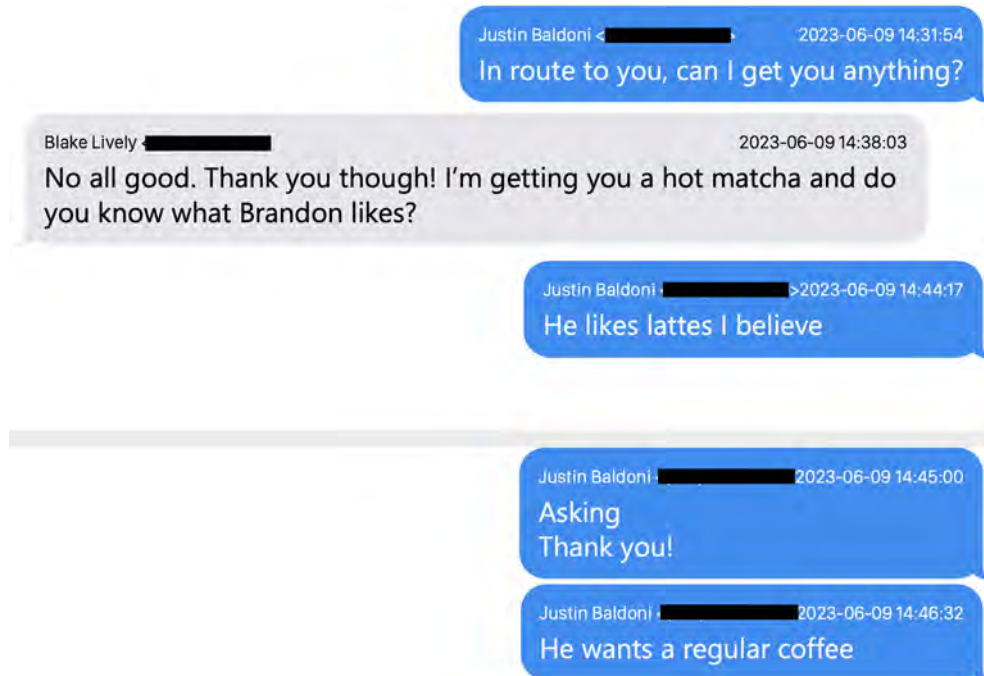 Justin Baldoni < > 2023-06-09 14:31:54
In route to you, can I get you anything?
Blake Lively < 2023-06-09 14:38:03
No all good. Thank you though! I'm getting you a hot matcha and do
you know what Brandon likes?
Justin Baldoni < >2023-06-09 14:44:17
He likes lattes I believe
Justin Baldoni < 2023-06-09 14:45:00
Asking
Thank you!
Justin Baldoni < 2023-06-09 14:46:32
He wants a regular coffee